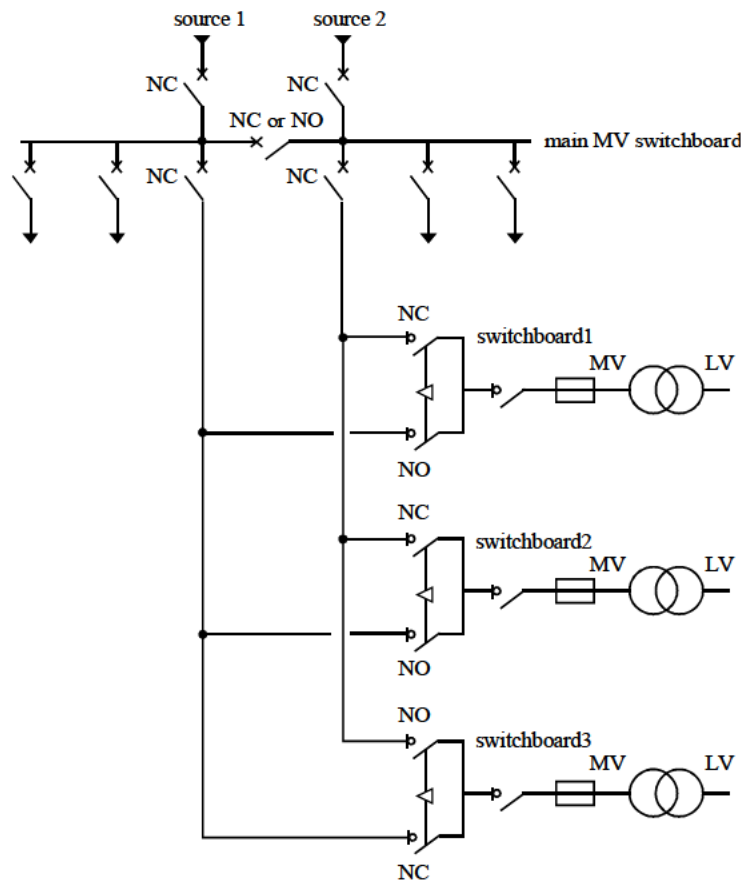 source 1 source 2
NC NC
NC or NO
main MV switchboard
NC NC
NC
switchboard1
MV LV
NO
NC
switchboard2
MV LV
NO
NO
switchboard3
MV LV
NC